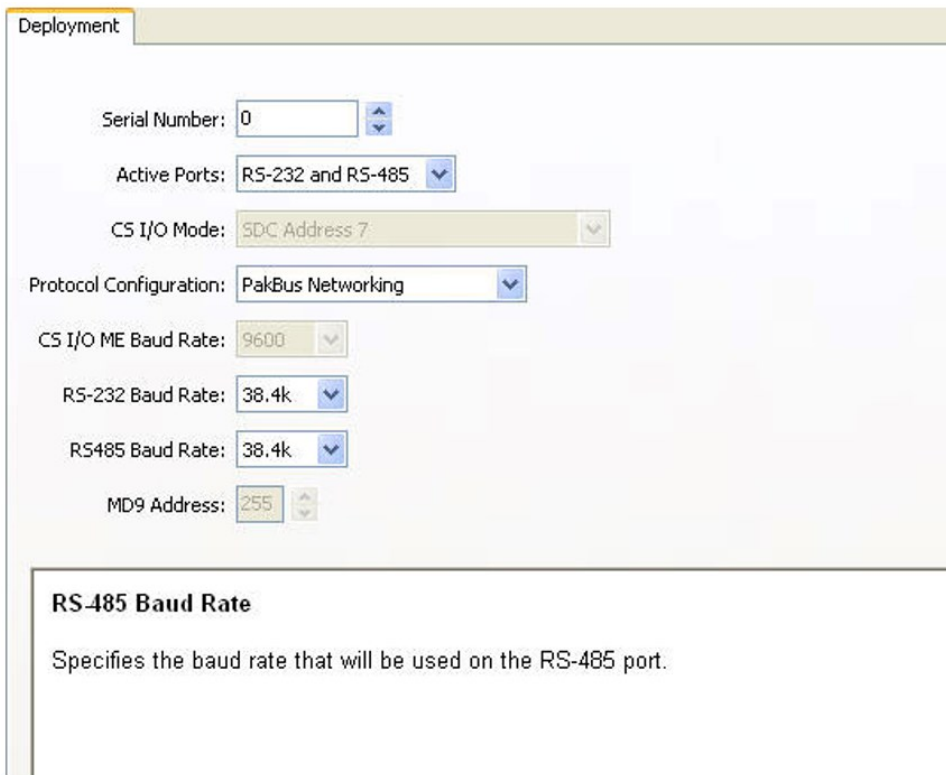 Deployment
Serial Number: 0
Active Ports: RS-232 and RS-485
CS I/O Mode: SDC Address 7
Protocol Configuration: PakBus Networking
CS I/O ME Baud Rate: 9600
RS-232 Baud Rate: 38.4k
RS485 Baud Rate: 38.4k
MD9 Address: 255
RS-485 Baud Rate
Specifies the baud rate that will be used on the RS-485 port.